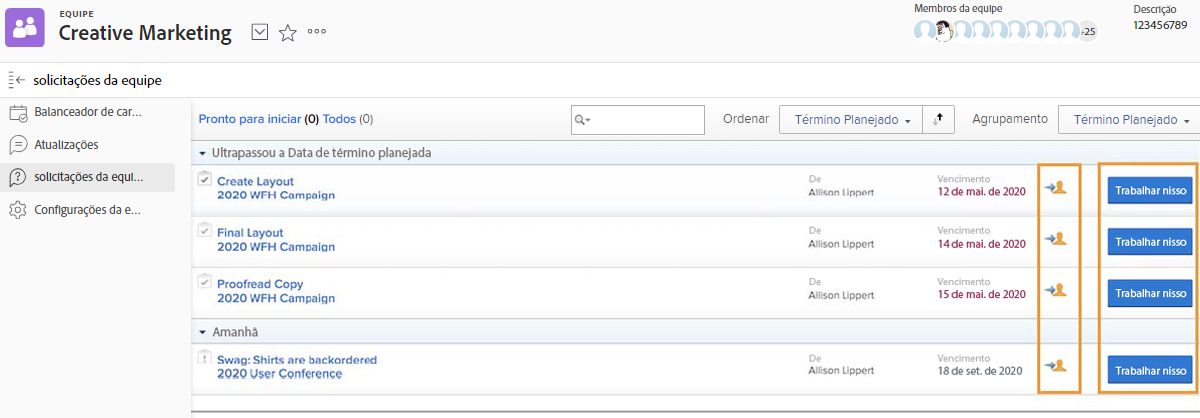 EQUIPE
Creative Marketing
Membros da equipe
+25
Descrição
123456789
solicitações da equipe
Balanceador de car...
Atualizações
solicitações da equi...
Configurações da e...
Pronto para iniciar (0) Todos (0)
Ordenar
Término Planejado
Agrupamento
Término Planejado
Ultrapassou a Data de término planejada
Create Layout
2020 WFH Campaign
De
Allison Lippert
Vencimento
12 de mai. de 2020
Trabalhar nisso
Final Layout
2020 WFH Campaign
De
Allison Lippert
Vencimento
14 de mai. de 2020
Trabalhar nisso
Proofread Copy
2020 WFH Campaign
De
Allison Lippert
Vencimento
15 de mai. de 2020
Trabalhar nisso
Amanhã
Swag: Shirts are backordered
2020 User Conference
De
Allison Lippert
Vencimento
18 de set. de 2020
Trabalhar nisso